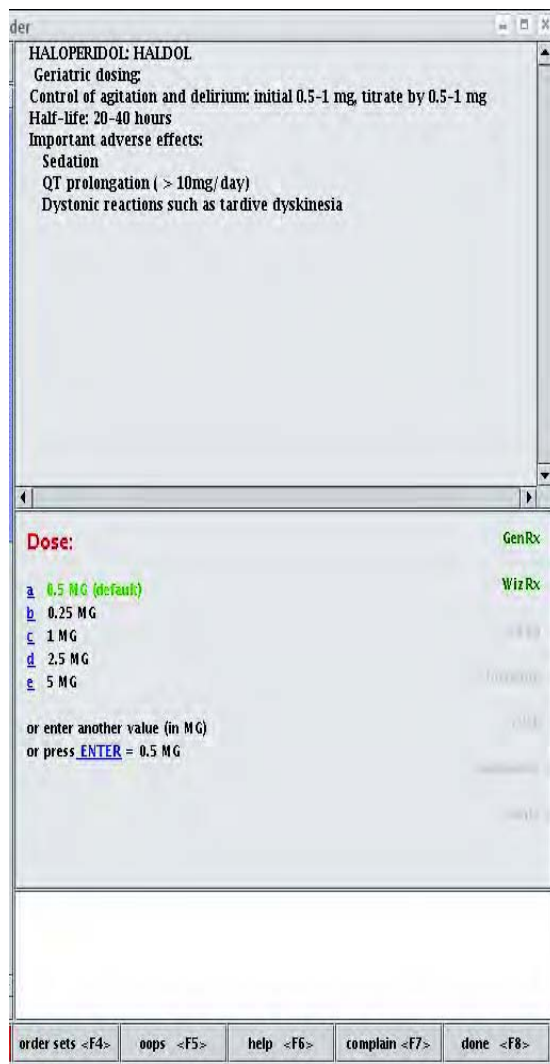 der
HALOPERIDOL: HALDOL
Geriatric dosing;
Control of agitation and delirium: initial 0.5-1 mg, titrate by 0.5-1 mg
Half-life: 20-40 hours
Important adverse effects:
Sedation
QT prolongation ( > 10mg/day)
Dystonic reactions such as tardive dyskinesia
Dose:
GenRx
a 0.5 MG (default)
WizRx
b 0.25 MG
c 1 MG
d 2.5 MG
e 5 MG
or enter another value (in MG)
or press ENTER = 0.5 MG
order sets <F4>
oops <F5>
help <F6>
complain <F7>
done <F8>